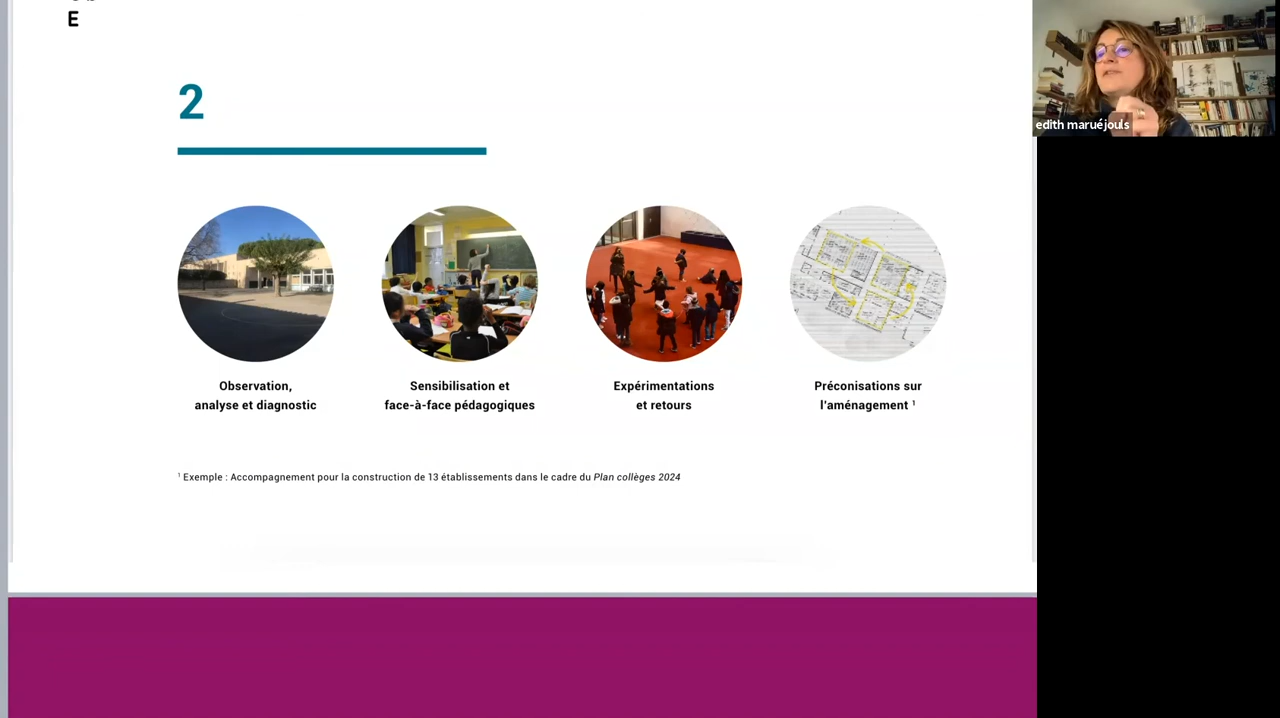 E
2
edith maruéjouls
Observation,
analyse et diagnostic
Sensibilisation et
face-à-face pédagogiques
Expérimentations
et retours
Préconisations sur
l'aménagement ¹
¹ Exemple : Accompagnement pour la construction de 13 établissements dans le cadre du Plan collèges 2024